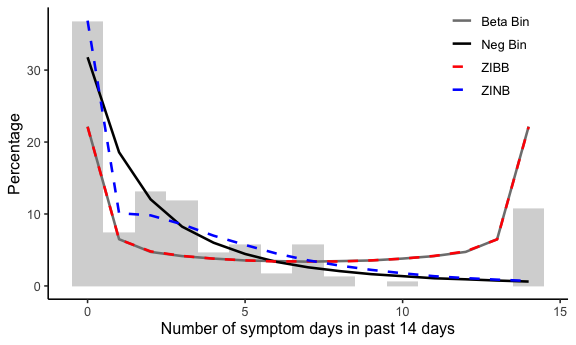 Beta Bin
Neg Bin
ZIBB
ZINB
Percentage
30
20
10
0
0
5
10
15
Number of symptom days in past 14 days